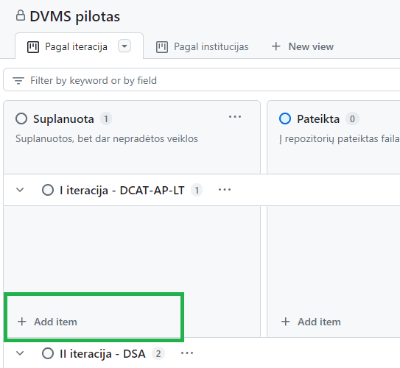 DVMS pilotas
Pagal iteracija
Pagal institucijas
+ New view
Filter by keyword or by field
Suplanuota 1 ...
Suplanuotos, bet dar nepradėtos veiklos
Pateikta 0
Į repozitorių pateiktas faila
I iteracija - DCAT-AP-LT 1 ...
+ Add item
+ Add item
II iteracija - DSA 2 ...